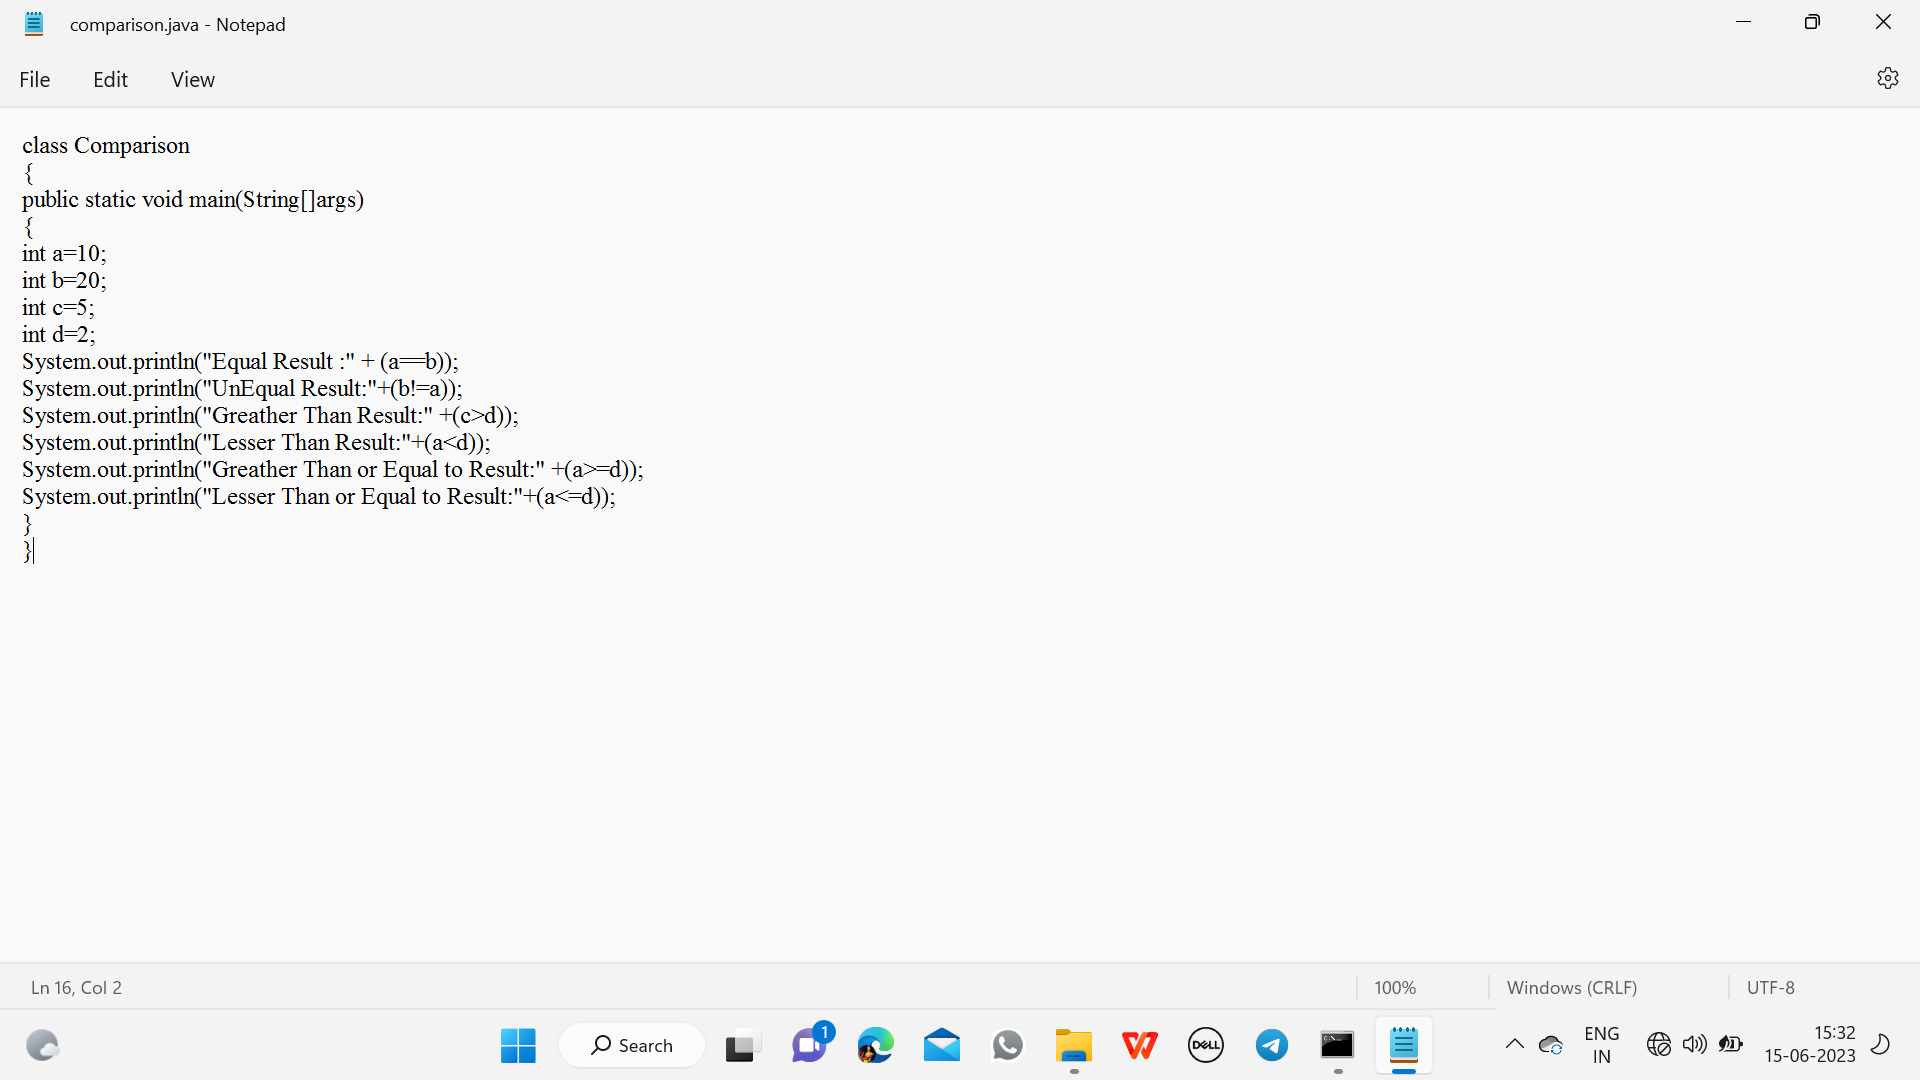 comparison.java - Notepad
File Edit View
class Comparison
{
public static void main(String[]args)
{
int a=10;
int b=20;
int c=5;
int d=2;
System.out.println("Equal Result :" + (a==b));
System.out.println("UnEqual Result:"+(b!=a));
System.out.println("Greather Than Result:" +(c>d));
System.out.println("Lesser Than Result:"+(a<d));
System.out.println("Greather Than or Equal to Result:" +(a>=d));
System.out.println("Lesser Than or Equal to Result:"+(a<=d));
}
}
Ln 16, Col 2 100% Windows (CRLF) UTF-8
Search 1 W DELL C:\ ENG 15:32
IN 15-06-2023